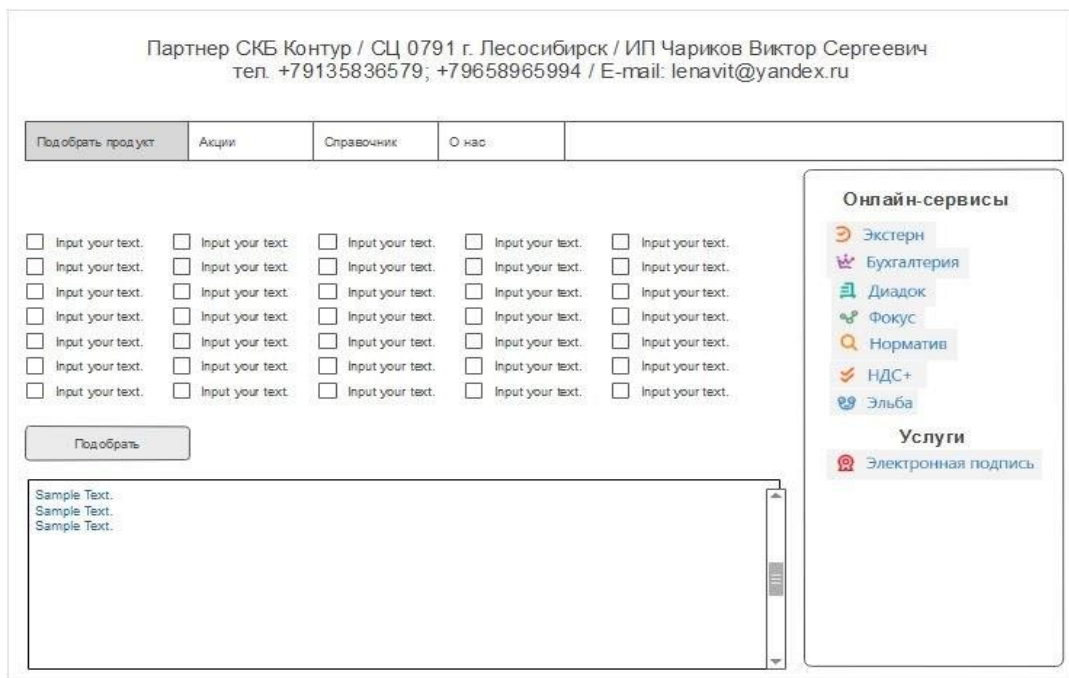 Партнер СКБ Контур / СЦ 0791 г. Лесосибирск / ИП Чариков Виктор Сергеевич
тел. +79135836579; +79658965994 / E-mail: lenavit@yandex.ru
Подобрать продукт Акции Справочник О нас
Input your text. Input your text. Input your text. Input your text. Input your text.
Input your text. Input your text. Input your text. Input your text. Input your text.
Input your text. Input your text. Input your text. Input your text. Input your text.
Input your text. Input your text. Input your text. Input your text. Input your text.
Input your text. Input your text. Input your text. Input your text. Input your text.
Input your text. Input your text. Input your text. Input your text. Input your text.
Input your text. Input your text. Input your text. Input your text. Input your text.
Подобрать
Sample Text.
Sample Text.
Sample Text.
Онлайн-сервисы
Экстерн
Бухгалтерия
Диадок
Фокус
Норматив
НДС+
Эльба
Услуги
Электронная подпись